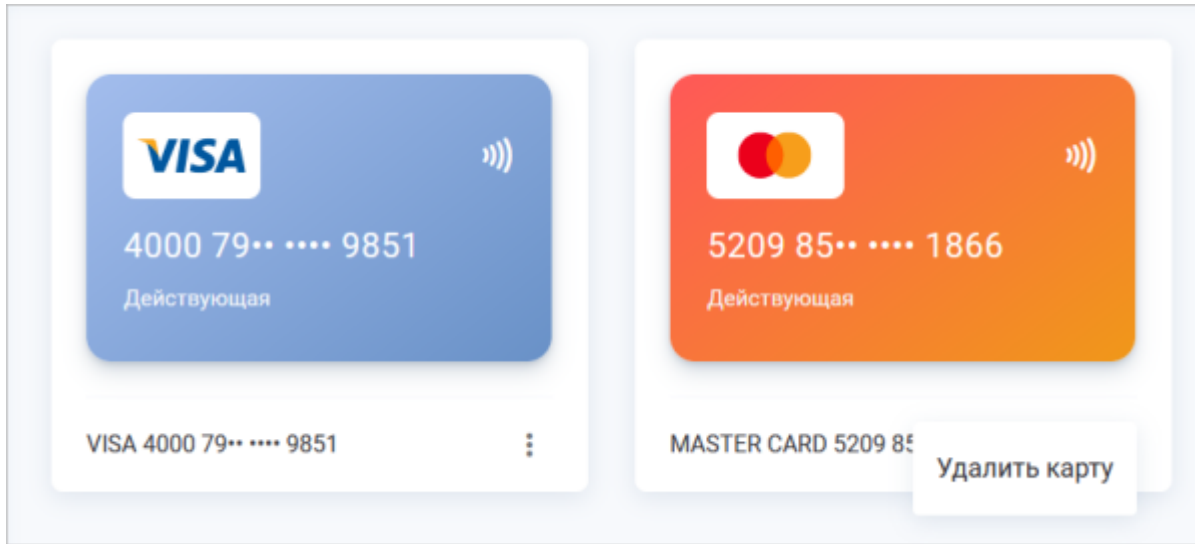 VISA
4000 79•• •••• 9851
Действующая
VISA 4000 79•• •••• 9851
5209 85•• •••• 1866
Действующая
MASTER CARD 5209 85
Удалить карту